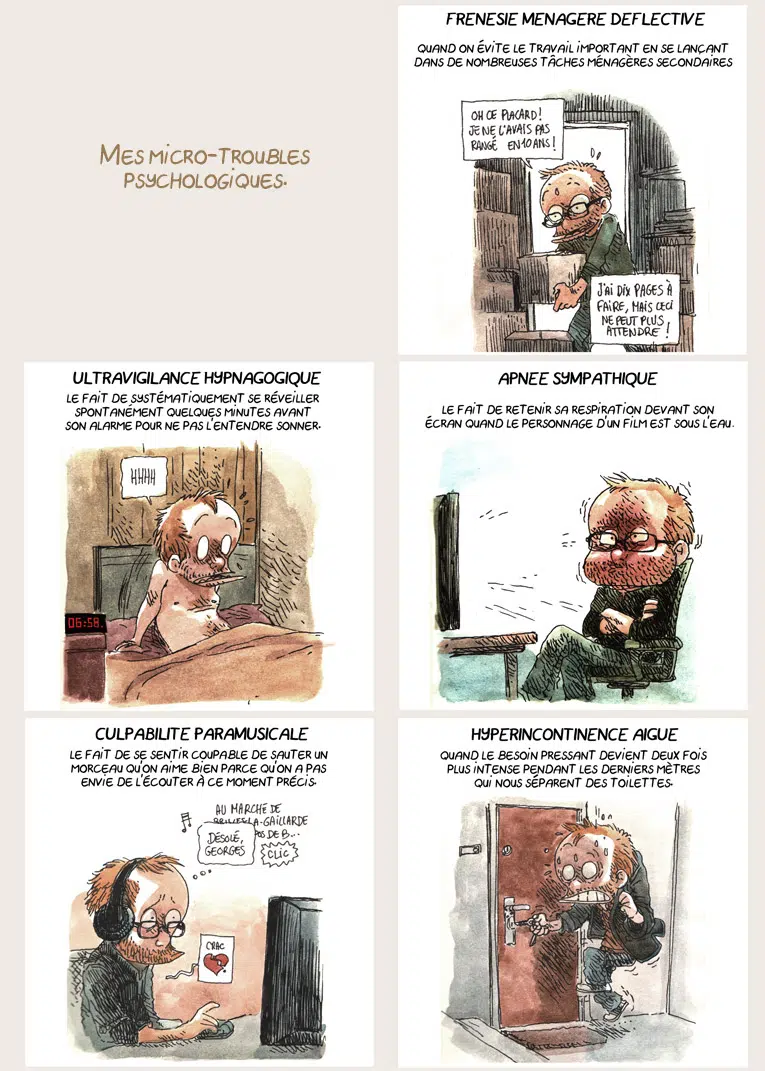 MES MICRO-TROUBLES
PSYCHOLOGIQUES.
FRENESIE MENAGERE DEFLECTIVE
QUAND ON ÉVITE LE TRAVAIL IMPORTANT EN SE LANÇANT
DANS DE NOMBREUSES TÂCHES MÉNAGÈRES SECONDAIRES
OH CE PLACARD!
JE NE L'AVAIS PAS
RANGÉ EN 10 ANS!
J'AI DIX PAGES À
FAIRE, MAIS CECI
NE PEUT PLUS
ATTENDRE!
ULTRAVIGILANCE HYPNAGOGIQUE
LE FAIT DE SYSTÉMATIQUEMENT SE RÉVEILLER
SPONTANÉMENT QUELQUES MINUTES AVANT
SON ALARME POUR NE PAS L'ENTENDRE SONNER.
HHHH
06:58.
APNEE SYMPATHIQUE
LE FAIT DE RETENIR SA RESPIRATION DEVANT SON
ÉCRAN QUAND LE PERSONNAGE D'UN FILM EST SOUS L'EAU.
CULPABILITE PARAMUSICALE
LE FAIT DE SE SENTIR COUPABLE DE SAUTER UN
MORCEAU QU'ON AIME BIEN PARCE QU'ON A PAS
ENVIE DE L'ÉCOUTER À CE MOMENT PRÉCIS.
AU MARCHÉ DE
LA-GAILLARDE
DE B...
DÉSOLÉ,
GEORGES
CLIC
CRAC
HYPERINCONTINENCE AIGUE
QUAND LE BESOIN PRESSANT DEVIENT DEUX FOIS
PLUS INTENSE PENDANT LES DERNIERS MÈTRES
QUI NOUS SÉPARENT DES TOILETTES.